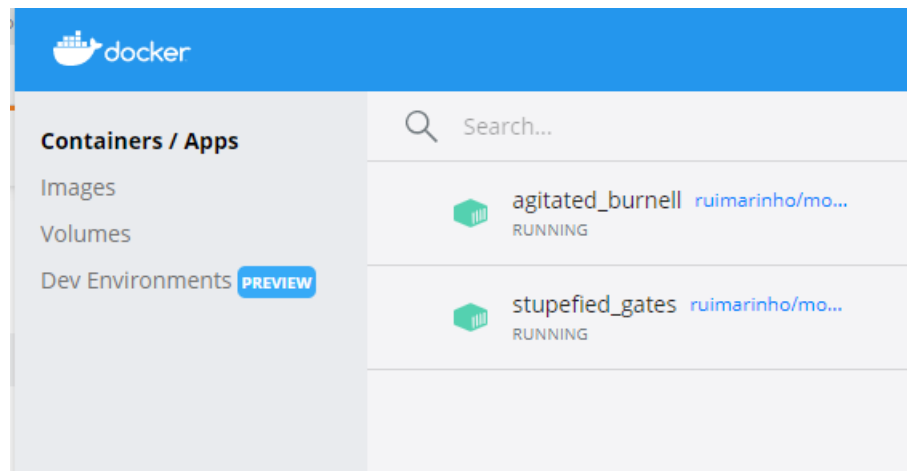 docker
Containers / Apps
Images
Volumes
Dev Environments PREVIEW
Search...
agitated_burnell ruimarinho/mo...
RUNNING
stupefied_gates ruimarinho/mo...
RUNNING